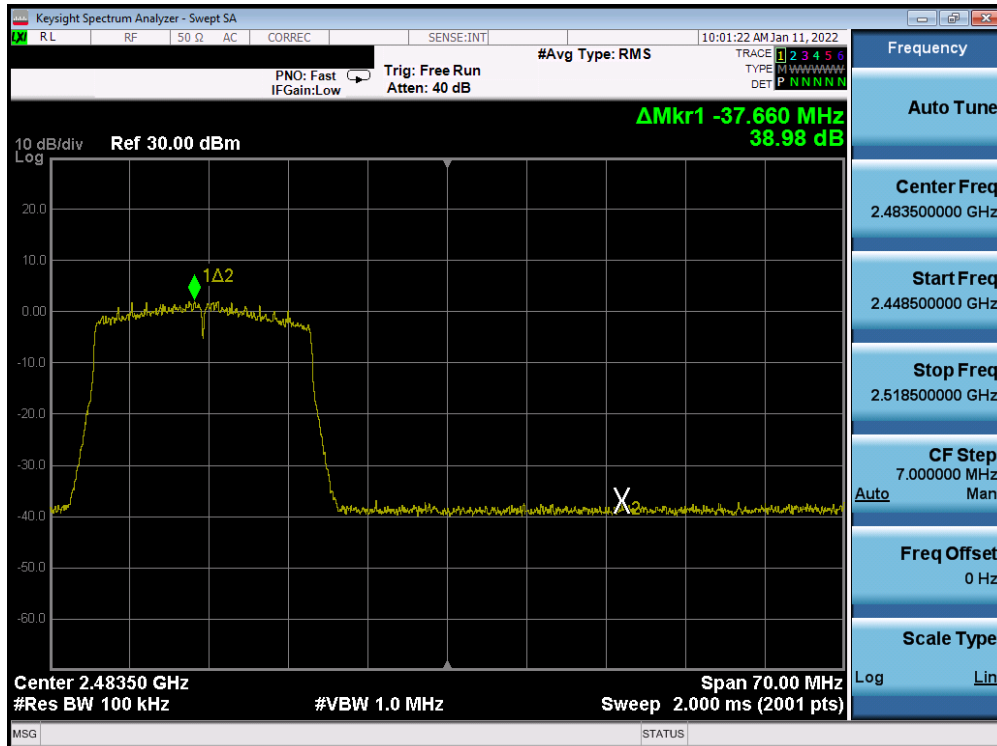 Keysight Spectrum Analyzer - Swept SA
LXI RL RF 50 Ω AC CORREC SENSE:INT 10:01:22 AM Jan 11, 2022
#Avg Type: RMS
TRACE 1 2 3 4 5 6
PNO: Fast Trig: Free Run
TYPE M WWWWW
IFGain:Low Atten: 40 dB
DET P N N N N N
ΔMkr1 -37.660 MHz
38.98 dB
10 dB/div Ref 30.00 dBm
Log
20.0
10.0
1Δ2
0.00
-10.0
-20.0
-30.0
X2
-40.0
-50.0
-60.0
Center 2.48350 GHz Span 70.00 MHz
#Res BW 100 kHz #VBW 1.0 MHz Sweep 2.000 ms (2001 pts)
MSG STATUS
Frequency
Auto Tune
Center Freq
2.483500000 GHz
Start Freq
2.448500000 GHz
Stop Freq
2.518500000 GHz
CF Step
7.000000 MHz
Auto Man
Freq Offset
0 Hz
Scale Type
Log Lin